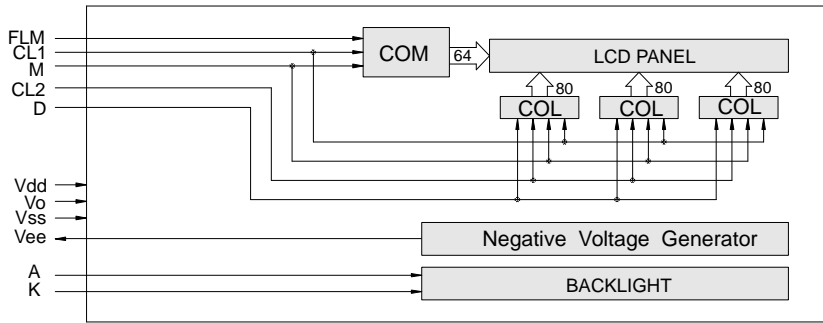 FLM
CL1
M
CL2
D
COM
64
LCD PANEL
80
80
80
COL
COL
COL
Vdd
Vo
Vss
Vee
Negative Voltage Generator
A
K
BACKLIGHT